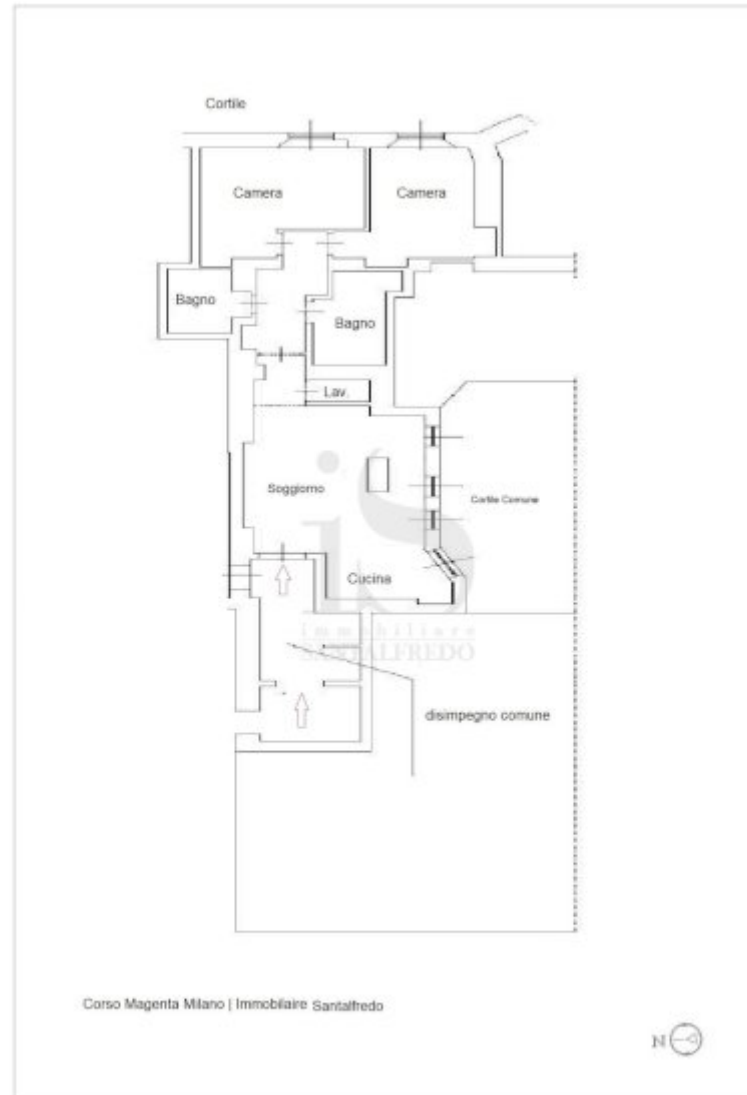 Cortile
Camera
Camera
Bagno
Bagno
Lav.
Soggiorno
Cortile Comune
Cucina
immobiliare
SANTALFREDO
disimpegno comune
Corso Magenta Milano | Immobilaire Santalfredo
N